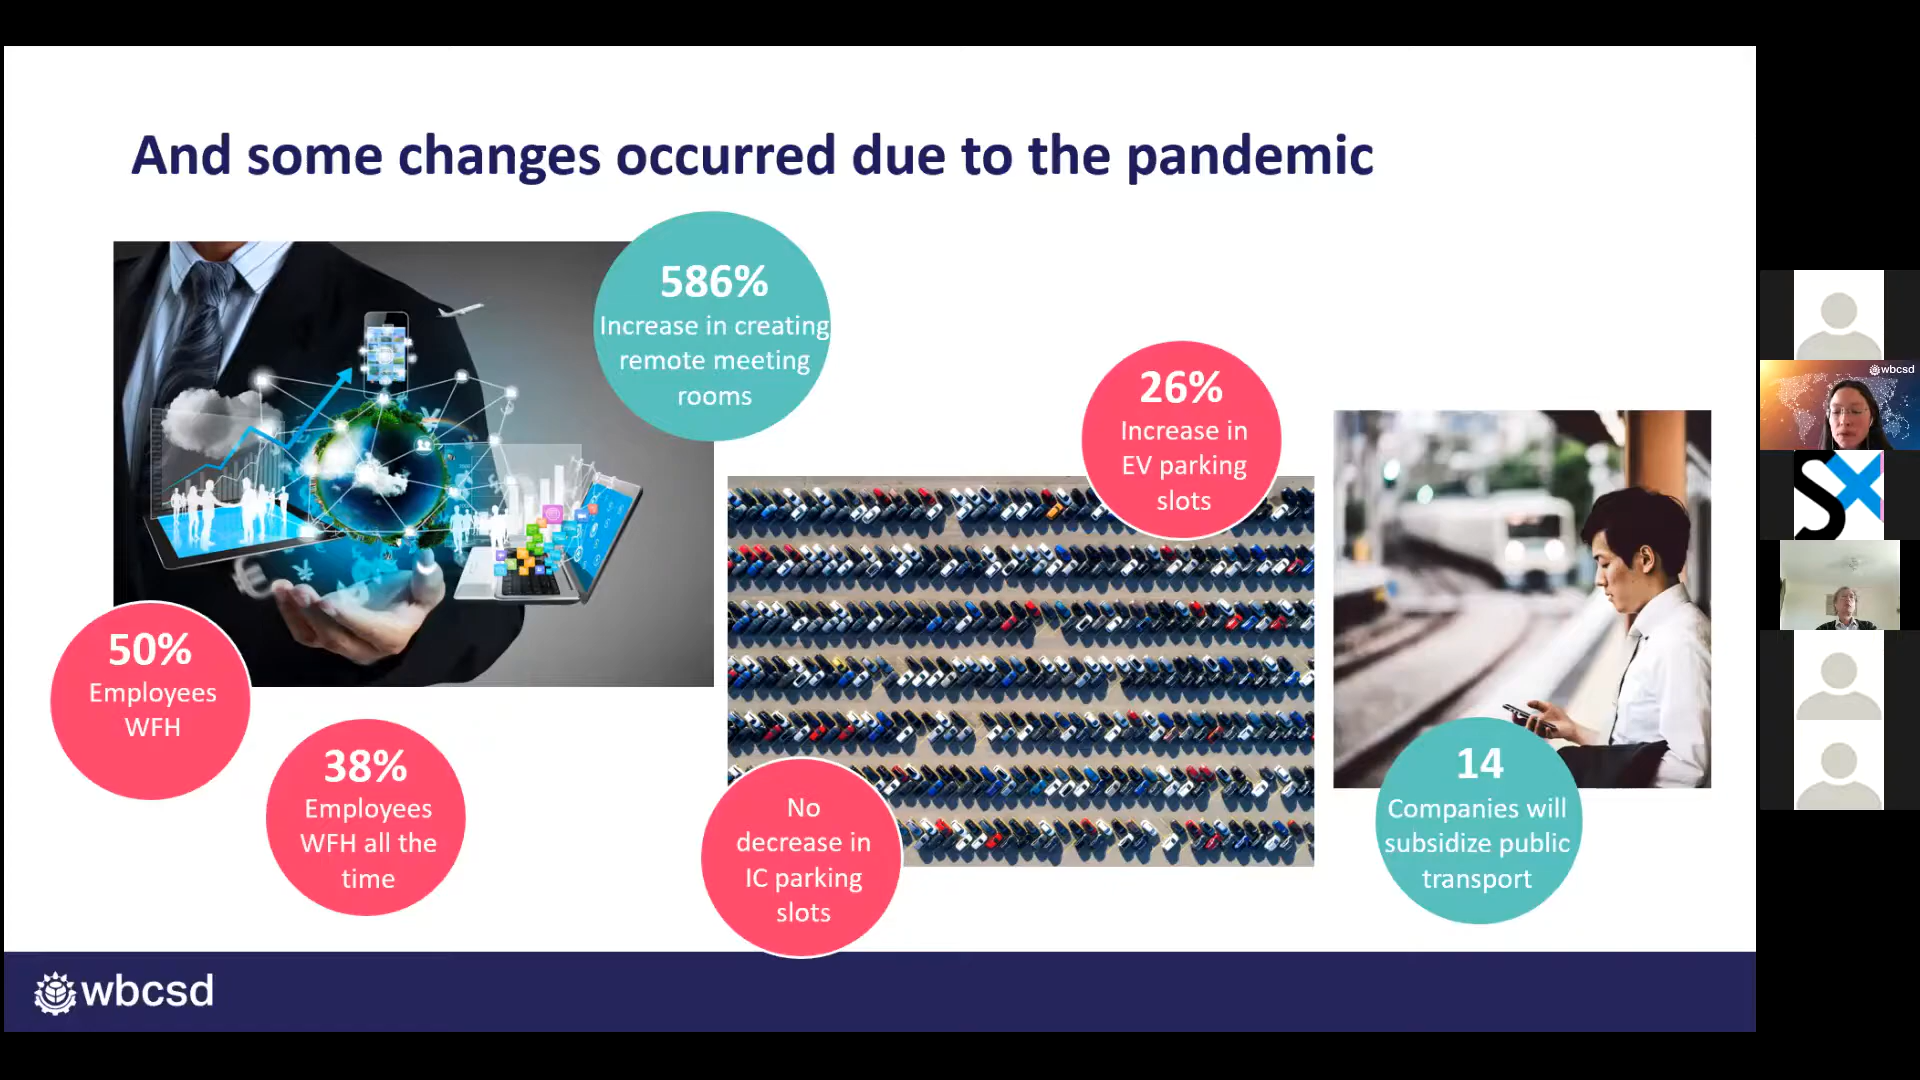 And some changes occurred due to the pandemic
586%
Increase in creating
remote meeting
rooms
50%
Employees
WFH
38%
Employees
WFH all the
time
26%
Increase in
EV parking
slots
No
decrease in
IC parking
slots
14
Companies will
subsidize public
transport
wbcsd
wbcsd
SX